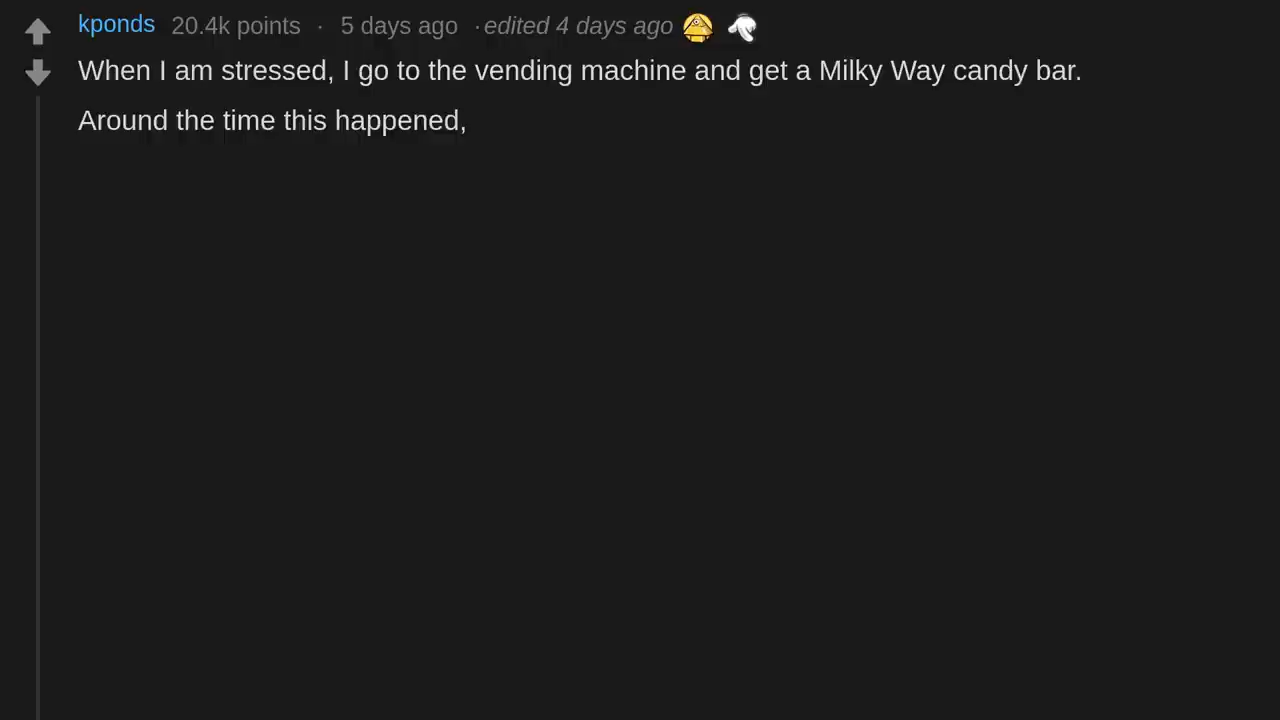 kponds 20.4k points · 5 days ago · edited 4 days ago
When I am stressed, I go to the vending machine and get a Milky Way candy bar.
Around the time this happened,